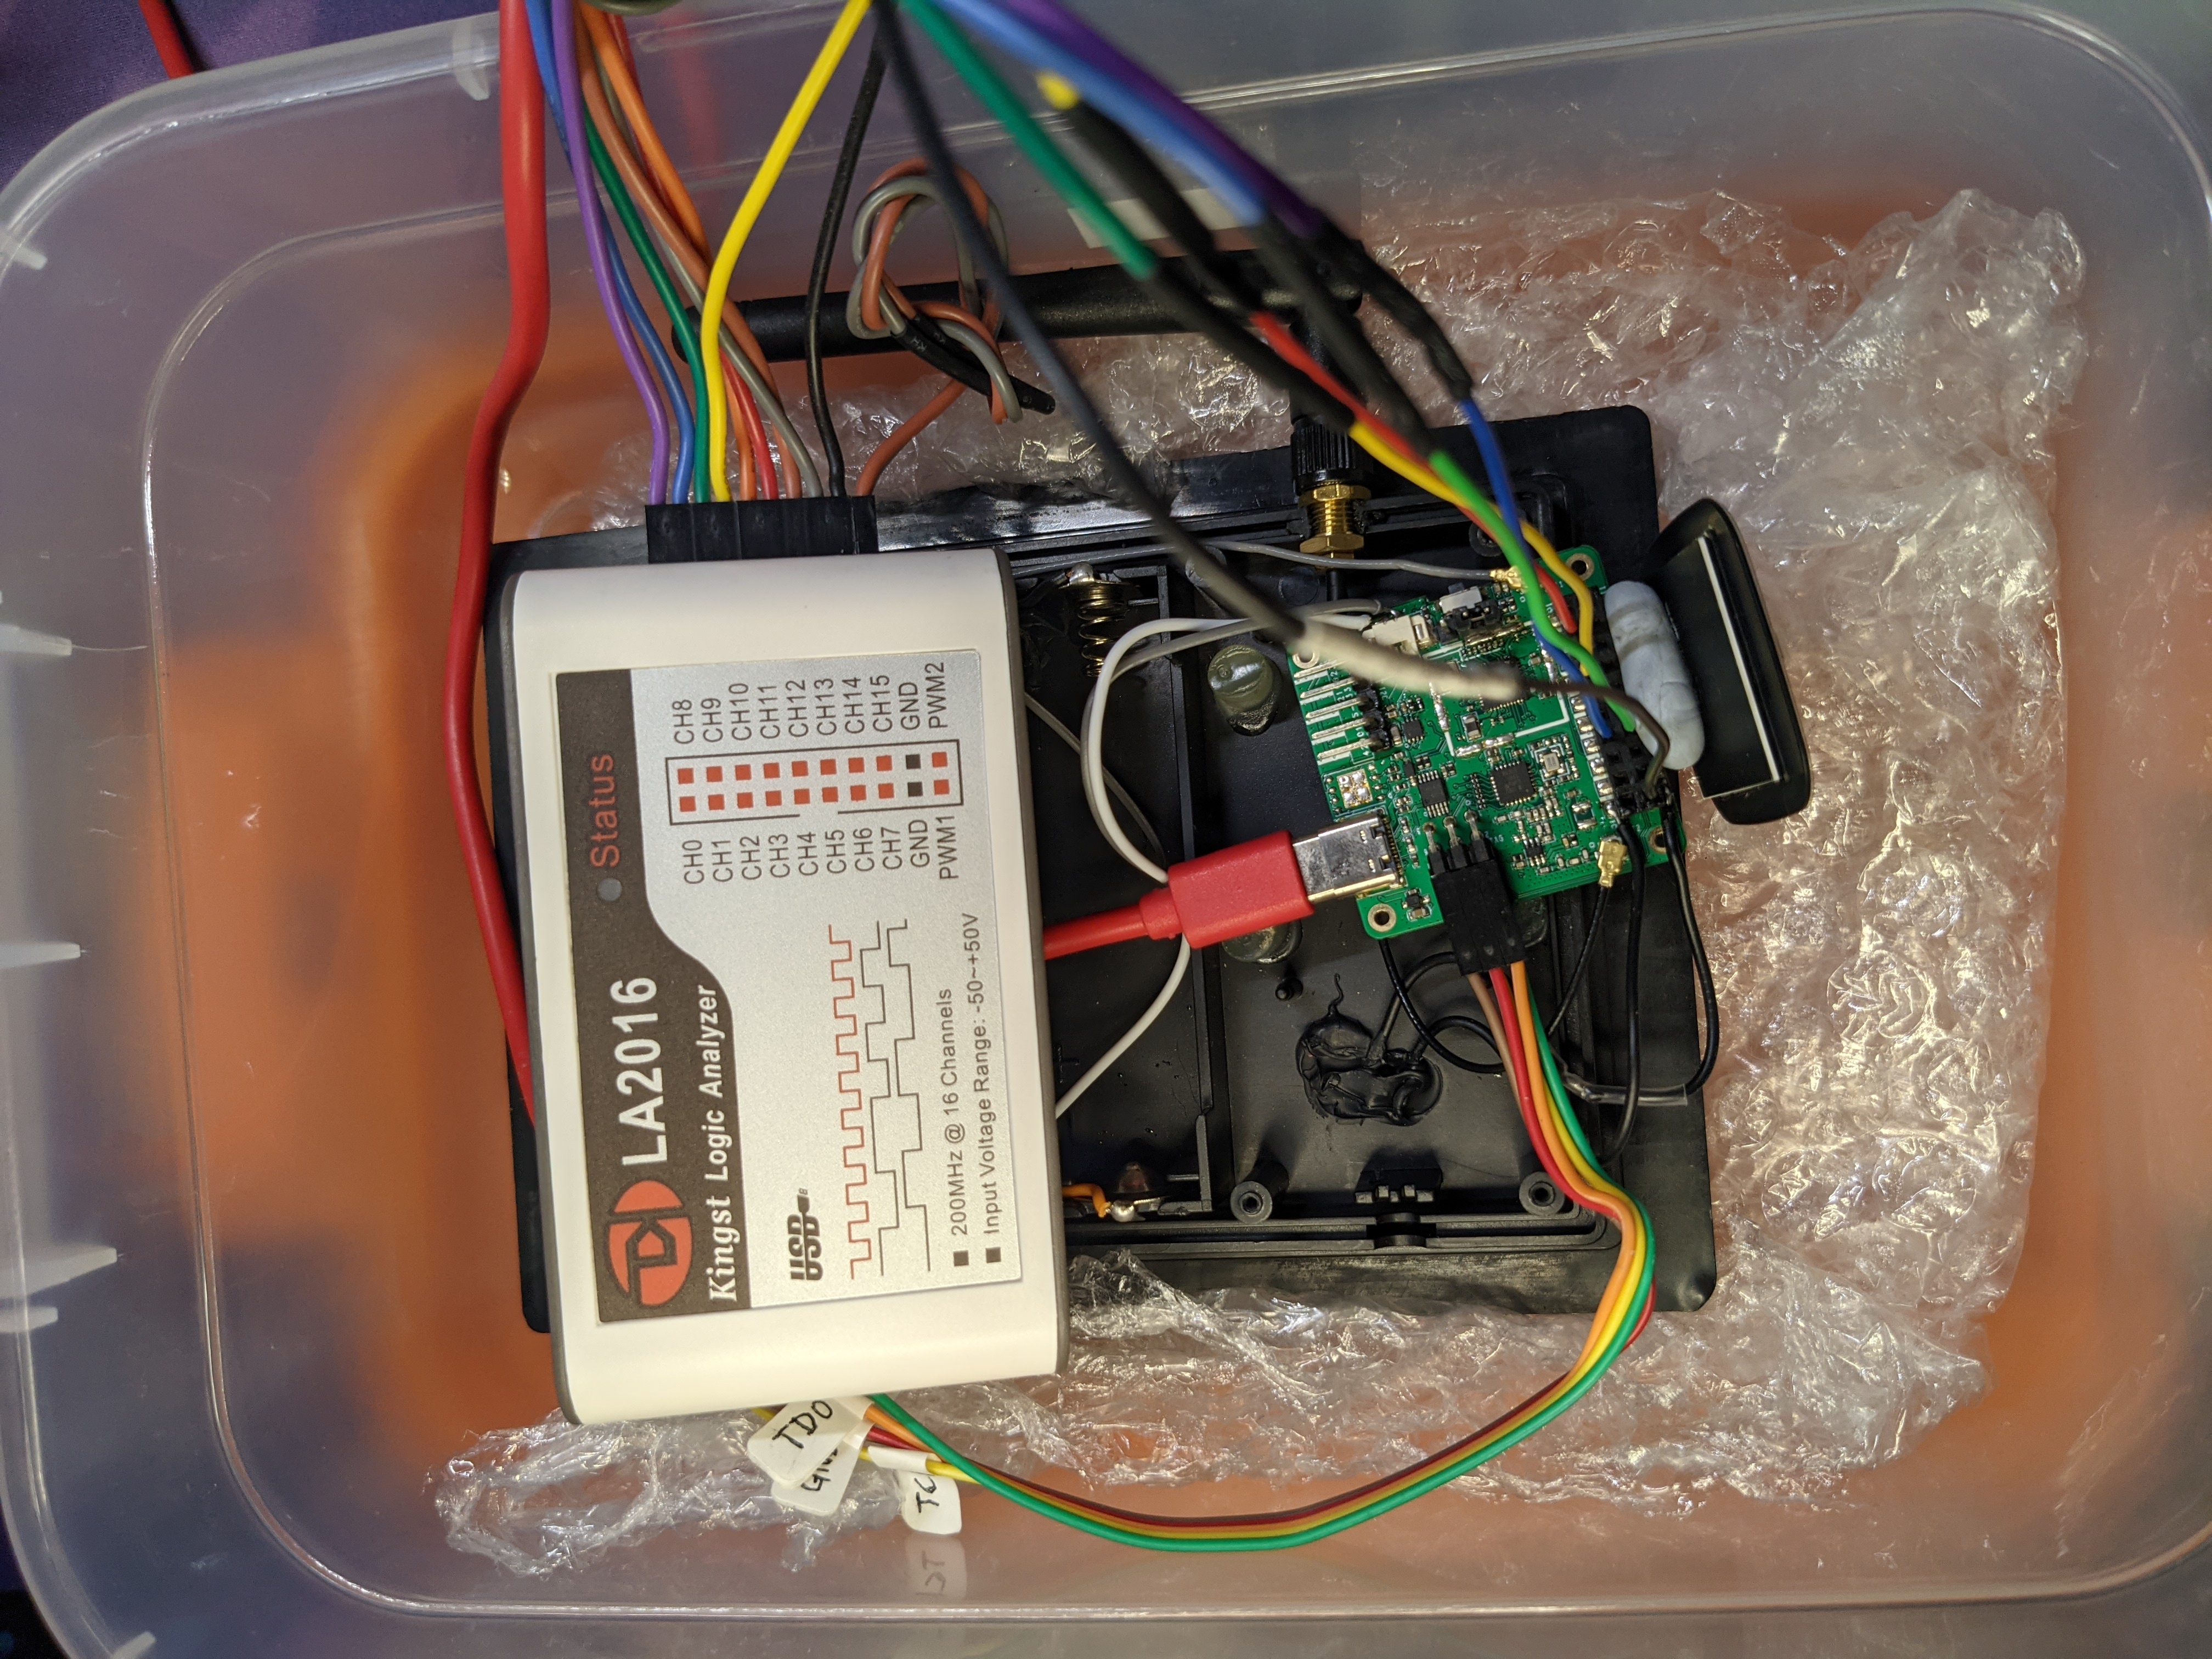 LA2016
Status
Kingst Logic Analyzer
USB
CH0 CH8
CH1 CH9
CH2 CH10
CH3 CH11
CH4 CH12
CH5 CH13
CH6 CH14
CH7 CH15
GND GND
PWM1 PWM2
200MHz @ 16 Channels
Input Voltage Range: -50~+50V
TDO